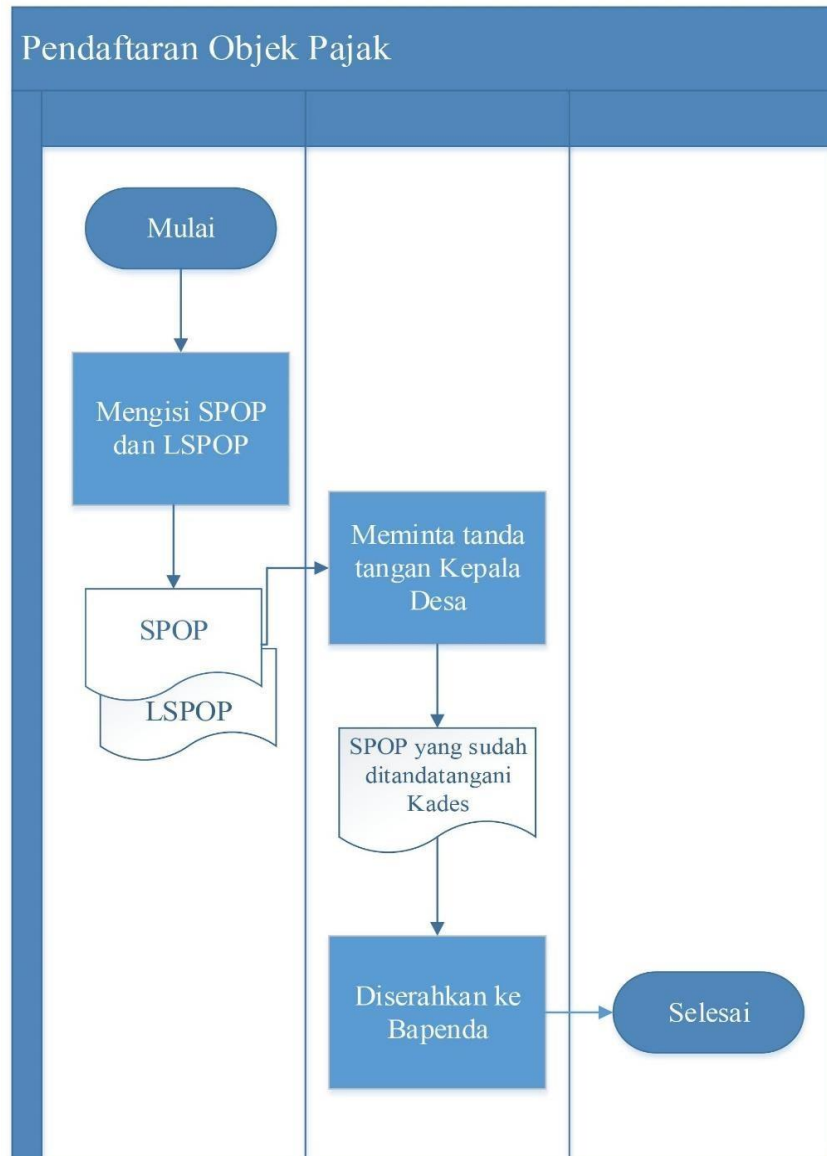 Pendaftaran Objek Pajak
Mulai
Mengisi SPOP
dan LSPOP
SPOP
LSPOP
Meminta tanda
tangan Kepala
Desa
SPOP yang sudah
ditandatangani
Kades
Diserahkan ke
Bapenda
Selesai